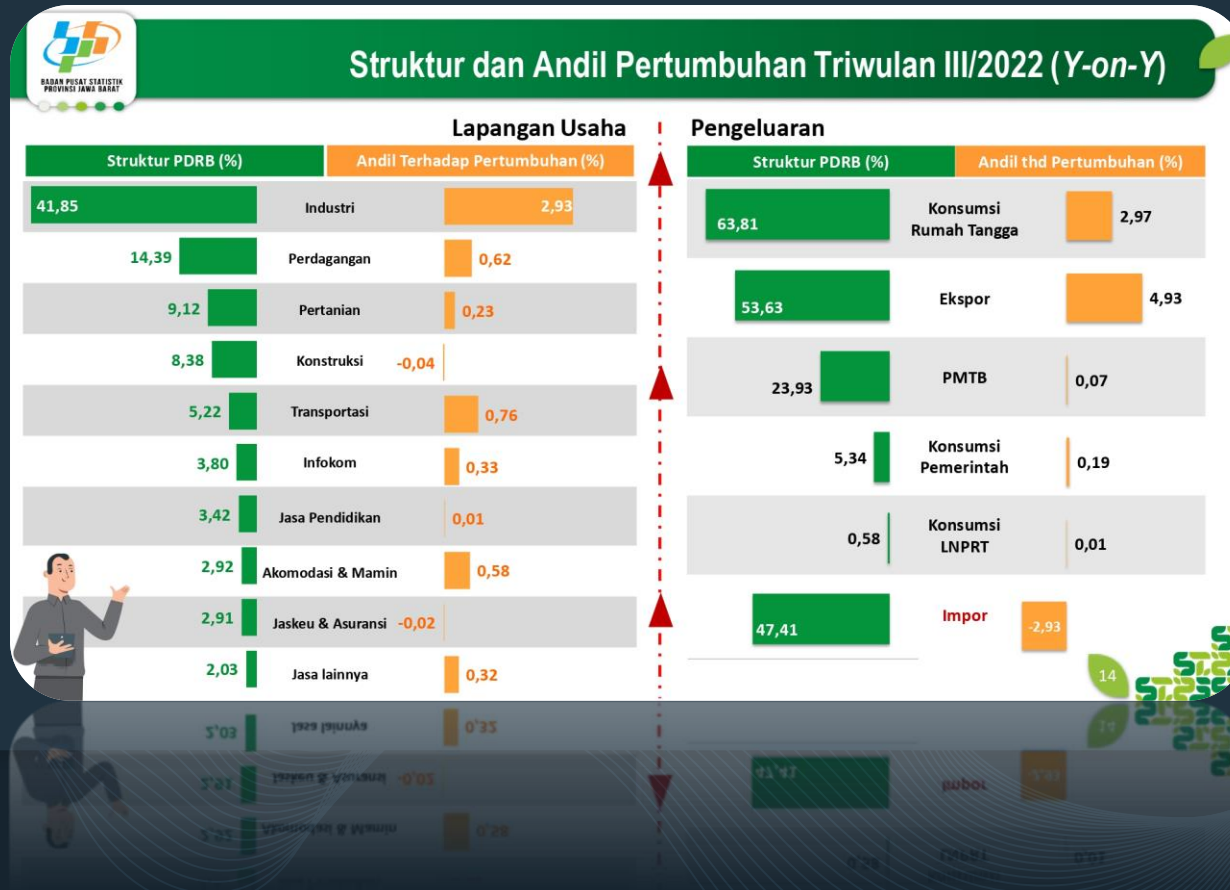 BADAN PUSAT STATISTIK
PROVINSI JAWA BARAT
Struktur dan Andil Pertumbuhan Triwulan III/2022 (Y-on-Y)
Lapangan Usaha
Struktur PDRB (%) Andil Terhadap Pertumbuhan (%)
41,85 Industri 2,93
14,39 Perdagangan 0,62
9,12 Pertanian 0,23
8,38 Konstruksi -0,04
5,22 Transportasi 0,76
3,80 Infokom 0,33
3,42 Jasa Pendidikan 0,01
2,92 Akomodasi & Mamin 0,58
2,91 Jaskeu & Asuransi -0,02
2,03 Jasa lainnya 0,32
Pengeluaran
Struktur PDRB (%) Andil thd Pertumbuhan (%)
63,81 Konsumsi
Rumah Tangga 2,97
53,63 Ekspor 4,93
23,93 PMTB 0,07
5,34 Konsumsi
Pemerintah 0,19
0,58 Konsumsi
LNPRT 0,01
47,41 Impor -2,93
14